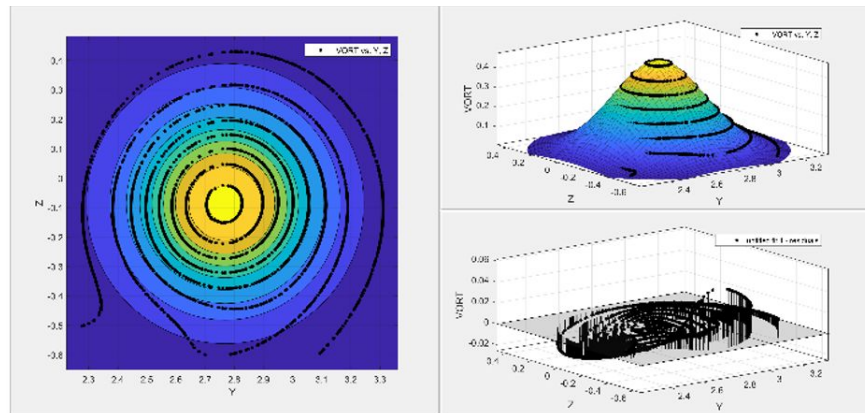 VORT vs. Y, Z
0.4
0.3
0.2
0.1
0
-0.1
-0.2
-0.3
-0.4
-0.5
-0.6
Z
2.3 2.4 2.5 2.6 2.7 2.8 2.9 3 3.1 3.2 3.3
Y
VORT vs. Y, Z
0.4
0.3
0.2
0.1
VORT
0.4 0.2 0 -0.2 -0.4 -0.6
Z
2.4 2.6 2.8 3 3.2
Y
untitled fit 1 - residuals
0.06
0.04
0.02
0
-0.02
VORT
0.4 0.2 0 -0.2 -0.4 -0.6
Z
2.4 2.6 2.8 3 3.2
Y